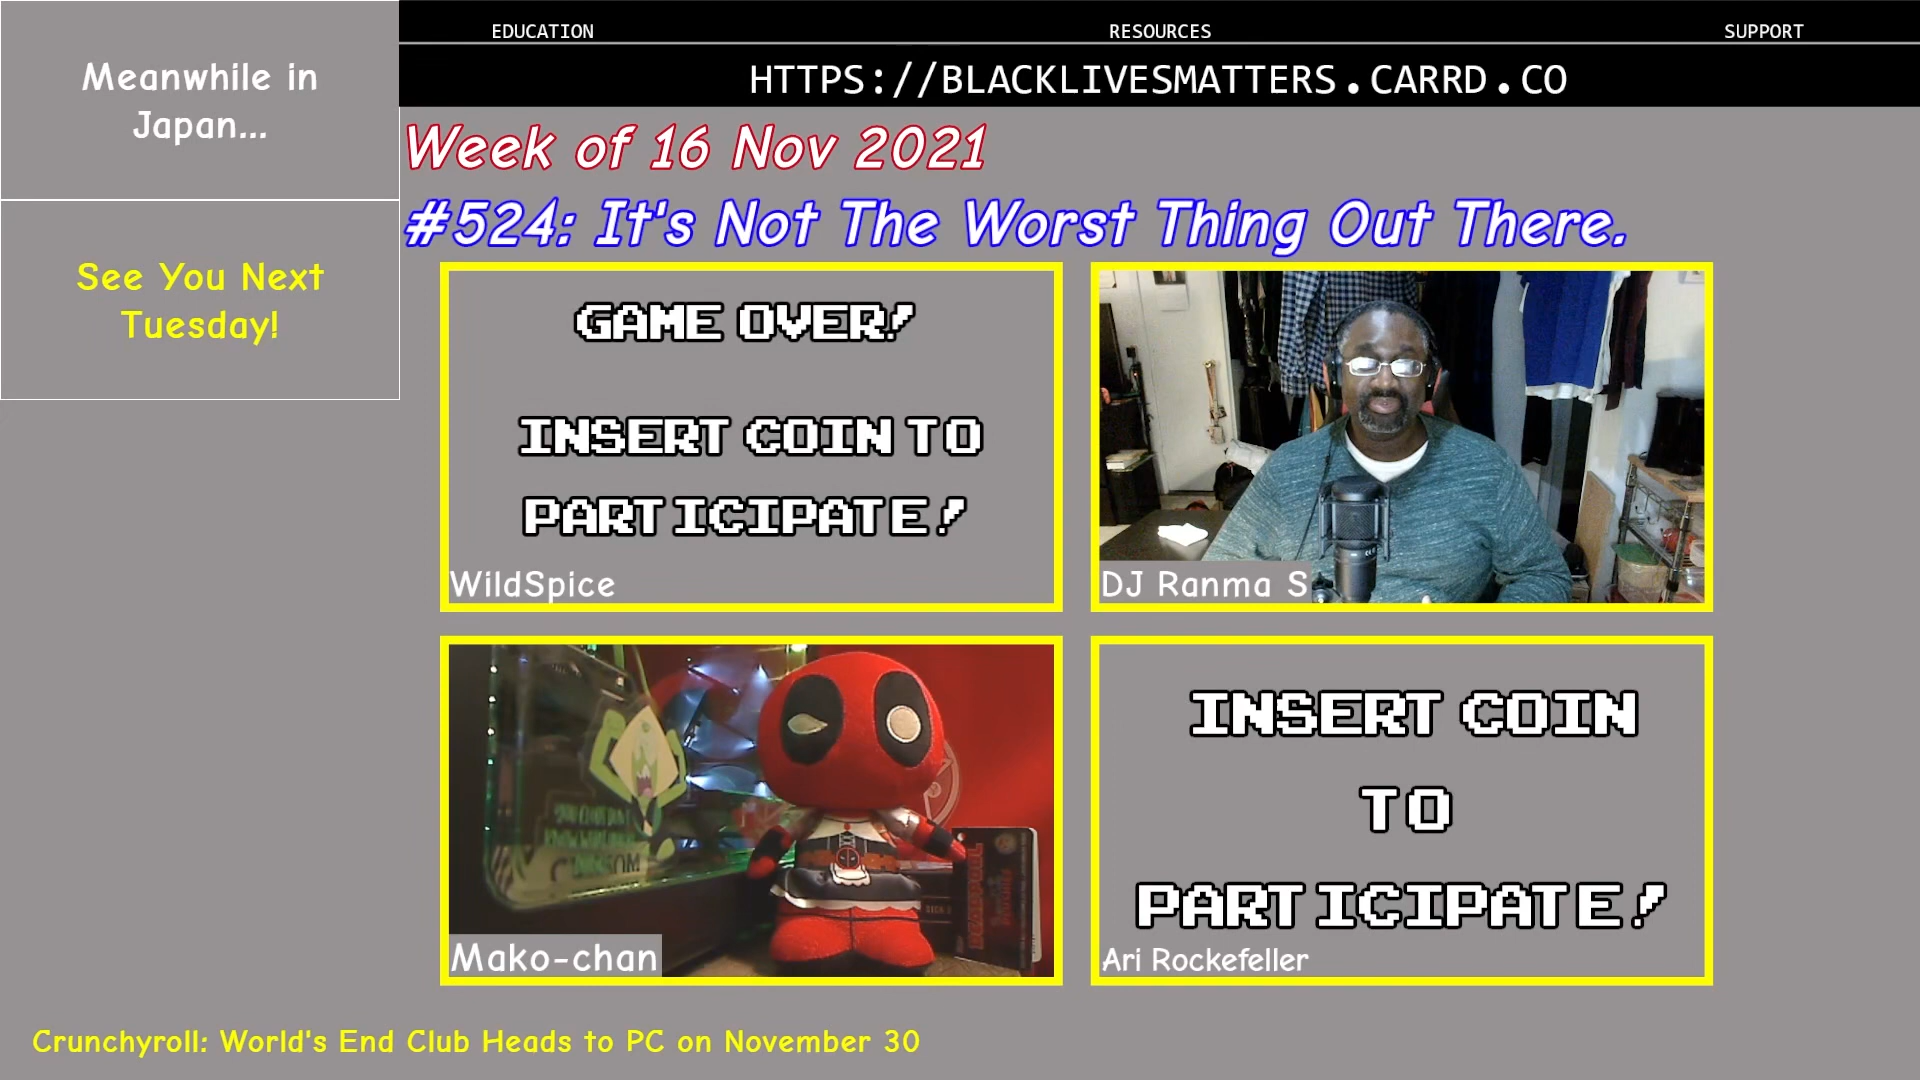 Meanwhile in
Japan...
See You Next
Tuesday!
EDUCATION
RESOURCES
SUPPORT
HTTPS://BLACKLIVESMATTERS.CARRD.CO
Week of 16 Nov 2021
#524: It's Not The Worst Thing Out There.
GAME OVER!
INSERT COIN TO
PARTICIPATE!
WildSpice
DJ Ranma S
DEADPOOL
Mako-chan
INSERT COIN
TO
PARTICIPATE!
Ari Rockefeller
Crunchyroll: World's End Club Heads to PC on November 30